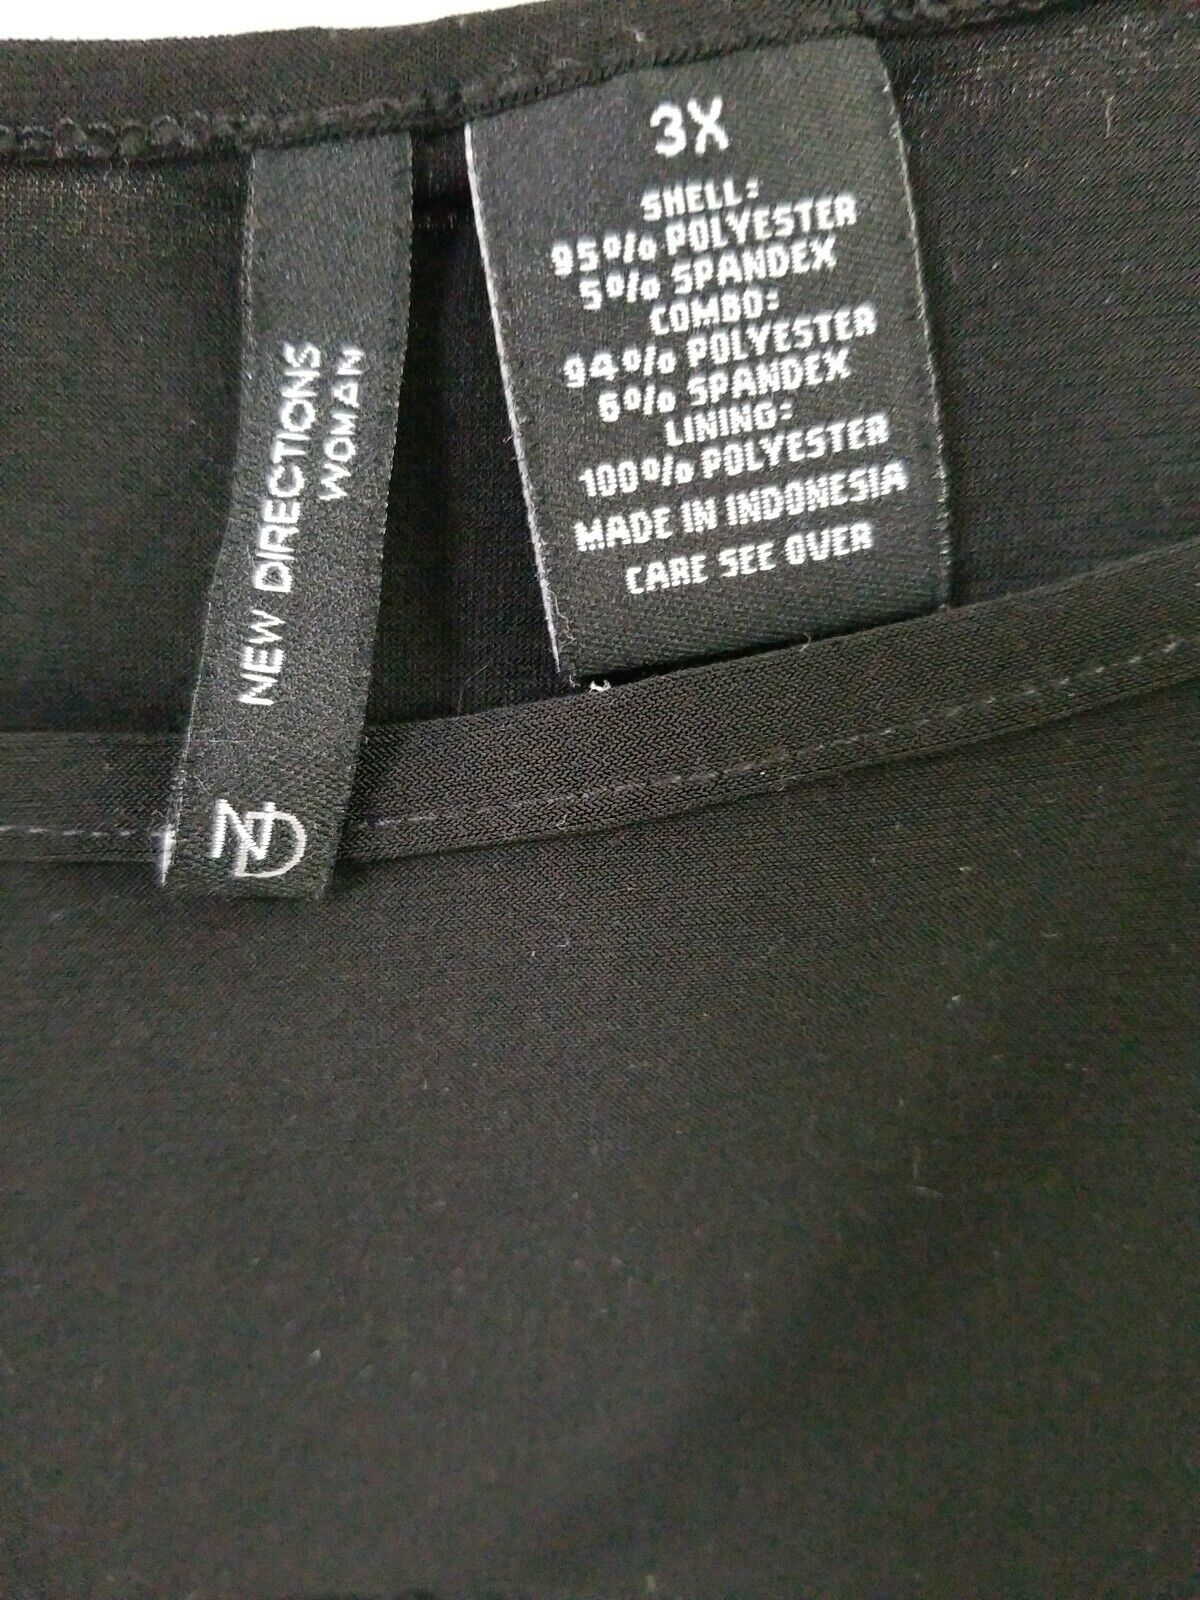 NEW DIRECTIONS
WOMAN
ND
3X
SHELL:
95% POLYESTER
5% SPANDEX
COMBO:
94% POLYESTER
6% SPANDEX
LINING:
100% POLYESTER
MADE IN INDONESIA
CARE SEE OVER